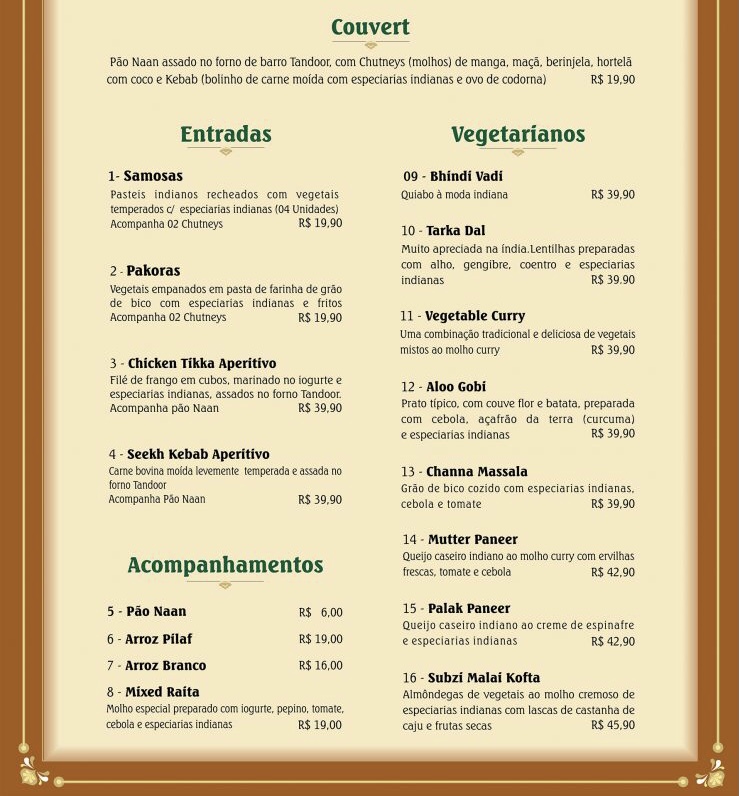 Couvert
Pão Naan assado no forno de barro Tandoor, com Chutneys (molhos) de manga, maçã, berinjela, hortelã
com coco e Kebab (bolinho de carne moída com especiarias indianas e ovo de codorna) R$ 19,90
Entradas
1- Samosas
Pasteis indianos recheados com vegetais
temperados c/ especiarias indianas (04 Unidades)
Acompanha 02 Chutneys R$ 19,90
2 - Pakoras
Vegetais empanados em pasta de farinha de grão
de bico com especiarias indianas e fritos
Acompanha 02 Chutneys R$ 19,90
3 - Chicken Tikka Aperitivo
Filé de frango em cubos, marinado no iogurte e
especiarias indianas, assados no forno Tandoor.
Acompanha pão Naan R$ 39,90
4 - Seekh Kebab Aperitivo
Carne bovina moída levemente temperada e assada no
forno Tandoor
Acompanha Pão Naan R$ 39,90
Acompanhamentos
5 - Pão Naan R$ 6,00
6 - Arroz Pilaf R$ 19,00
7 - Arroz Branco R$ 16,00
8 - Mixed Raita
Molho especial preparado com iogurte, pepino, tomate,
cebola e especiarias indianas R$ 19,00
Vegetarianos
09 - Bhindi Vadi
Quiabo à moda indiana R$ 39,90
10 - Tarka Dal
Muito apreciada na índia.Lentilhas preparadas
com alho, gengibre, coentro e especiarias
indianas R$ 39.90
11 - Vegetable Curry
Uma combinação tradicional e deliciosa de vegetais
mistos ao molho curry R$ 39,90
12 - Aloo Gobi
Prato típico, com couve flor e batata, preparada
com cebola, açafrão da terra (curcuma)
e especiarias indianas R$ 39,90
13 - Channa Massala
Grão de bico cozido com especiarias indianas,
cebola e tomate R$ 39,90
14 - Mutter Paneer
Queijo caseiro indiano ao molho curry com ervilhas
frescas, tomate e cebola R$ 42,90
15 - Palak Paneer
Queijo caseiro indiano ao creme de espinafre
e especiarias indianas R$ 42,90
16 - Subzi Malai Kofta
Almôndegas de vegetais ao molho cremoso de
especiarias indianas com lascas de castanha de
caju e frutas secas R$ 45,90